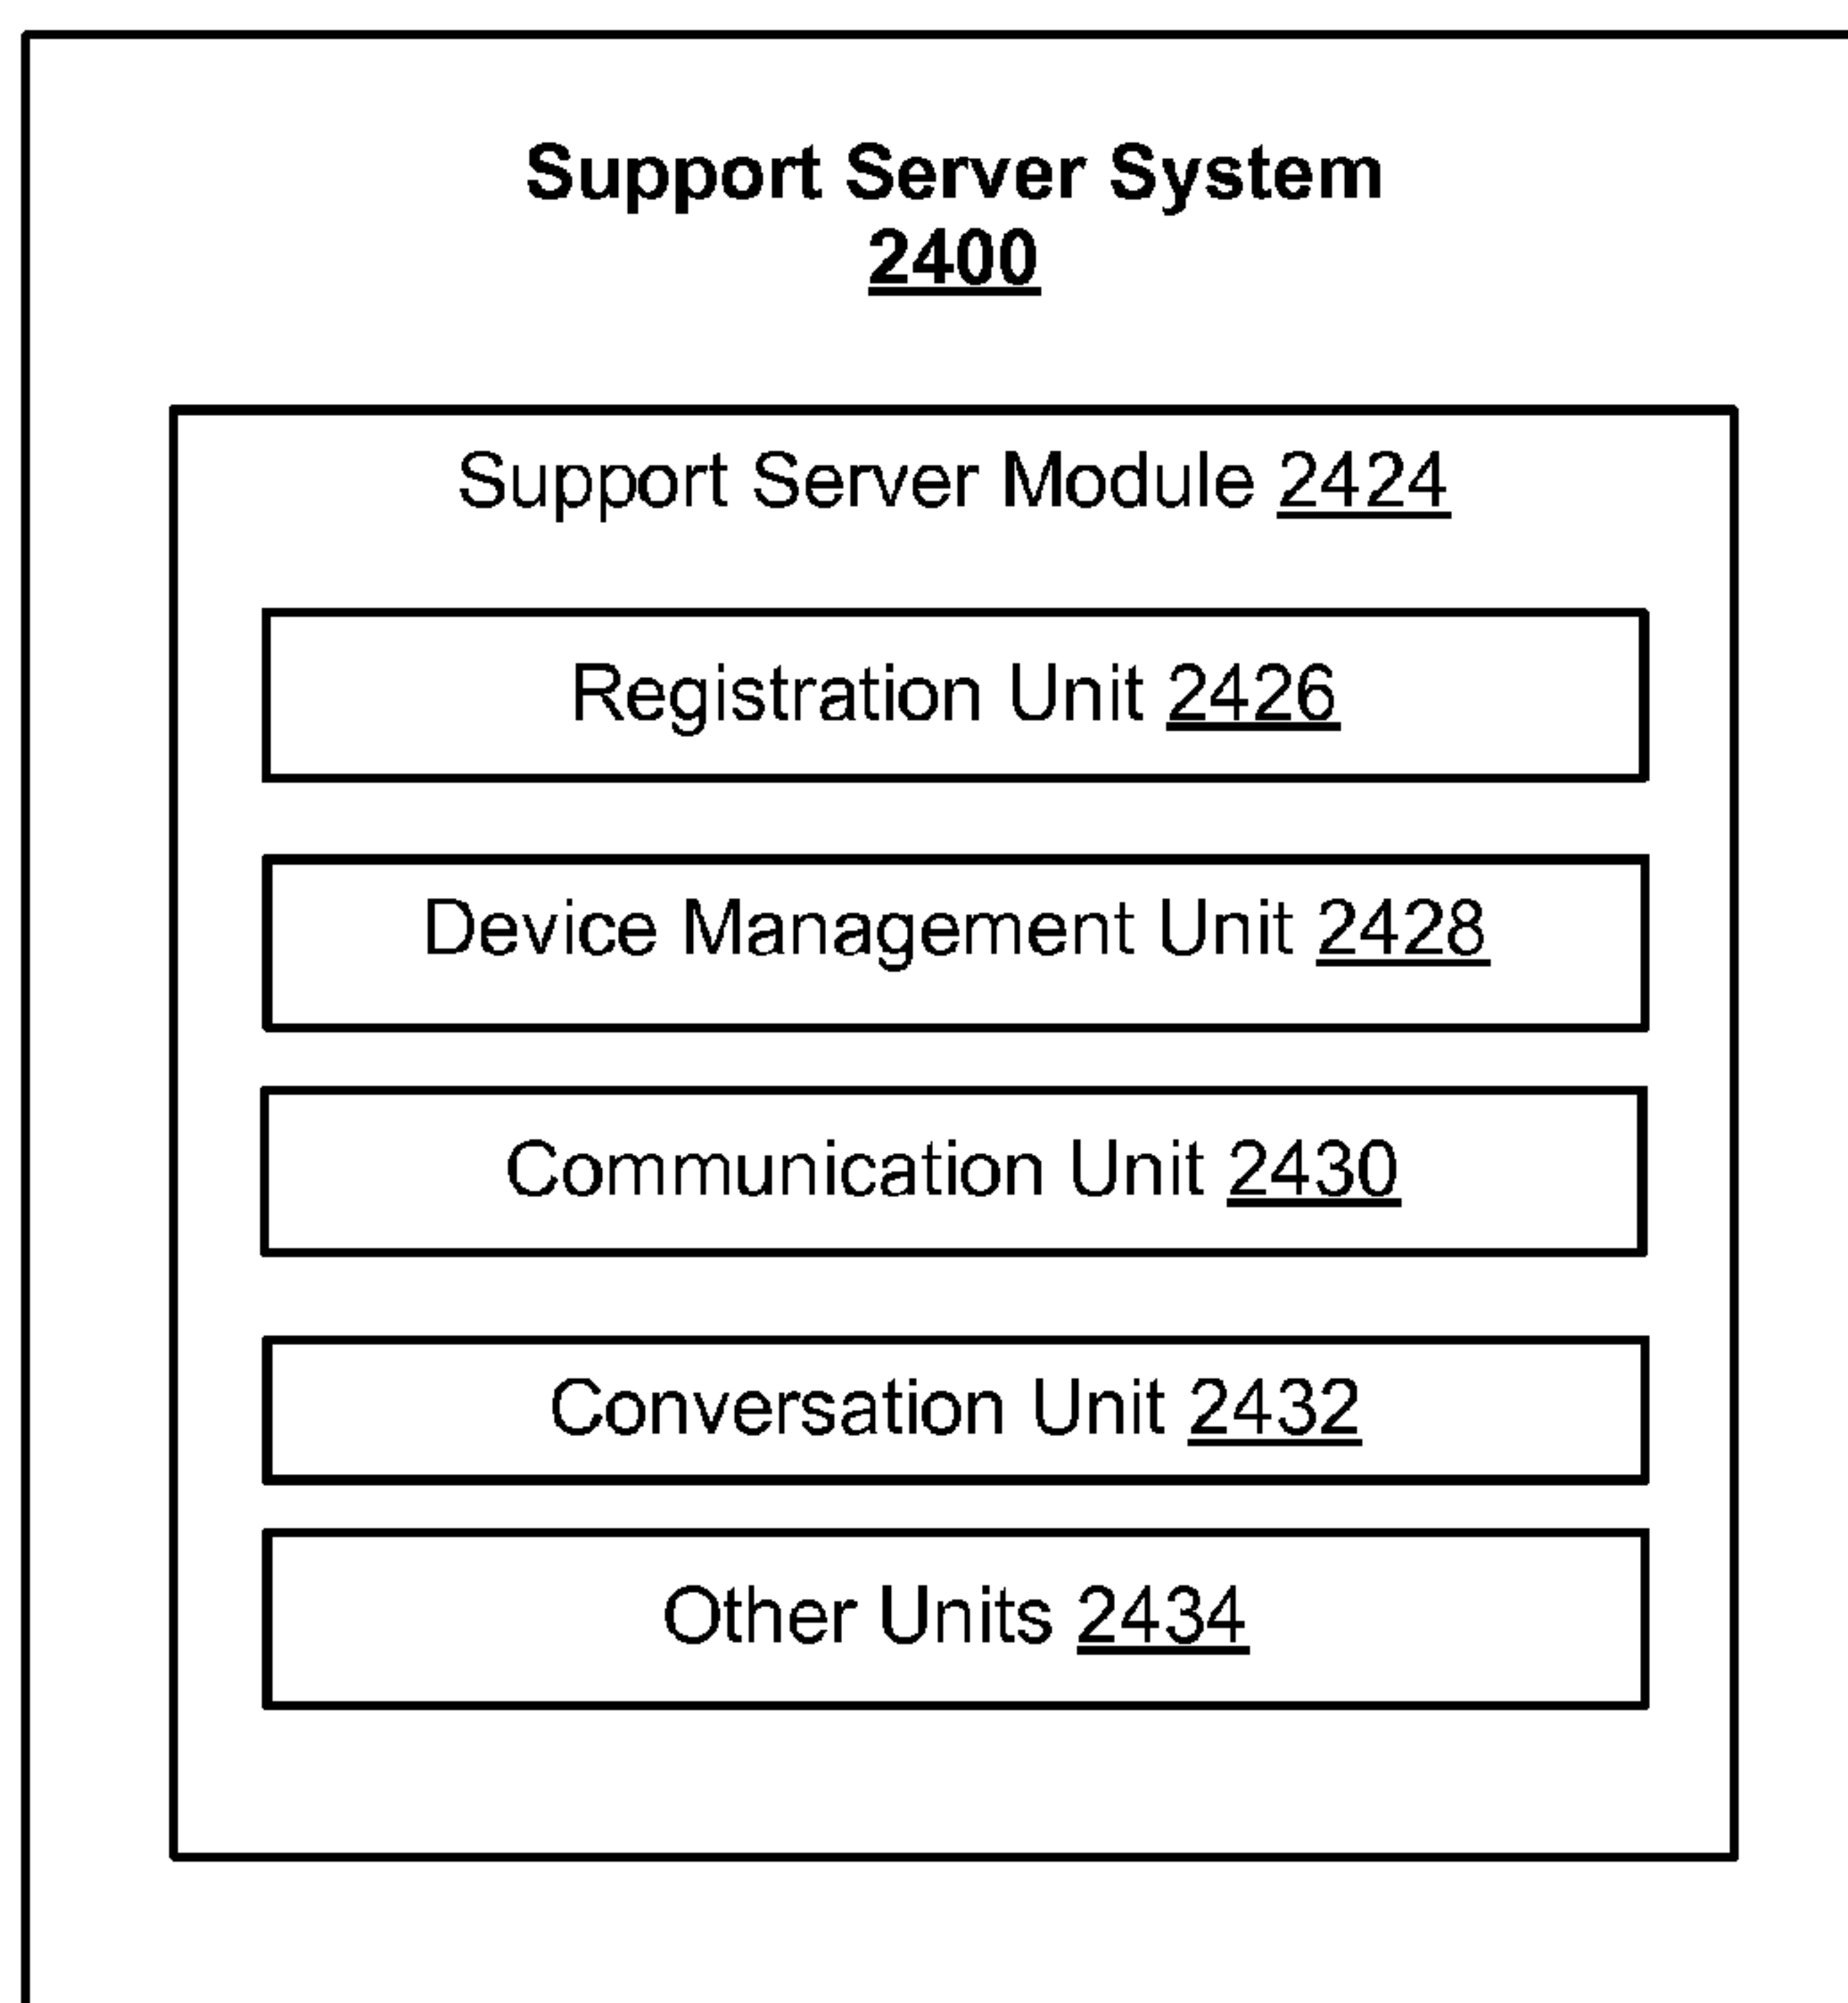 Support Server System
2400
Support Server Module 2424
Registration Unit 2426
Device Management Unit 2428
Communication Unit 2430
Conversation Unit 2432
Other Units 2434